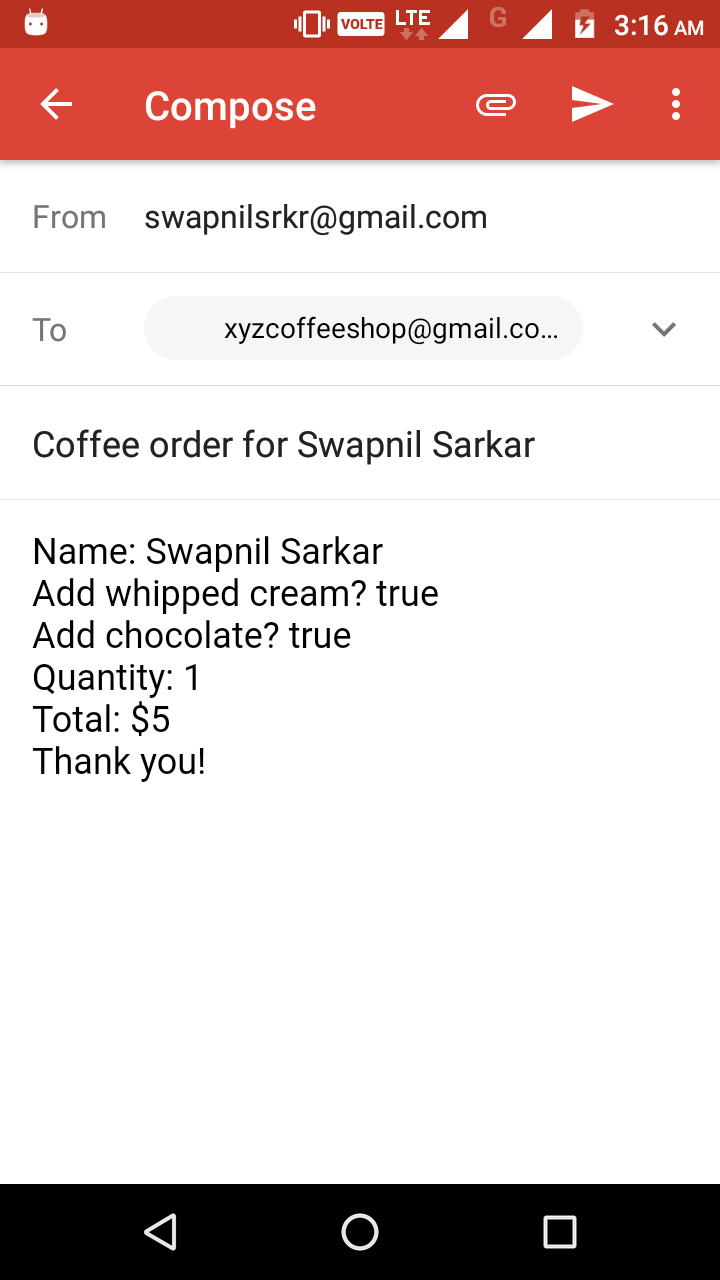 VOLTE LTE G 3:16 AM
Compose
From swapnilsrkr@gmail.com
To xyzcoffeeshop@gmail.co...
Coffee order for Swapnil Sarkar
Name: Swapnil Sarkar
Add whipped cream? true
Add chocolate? true
Quantity: 1
Total: $5
Thank you!